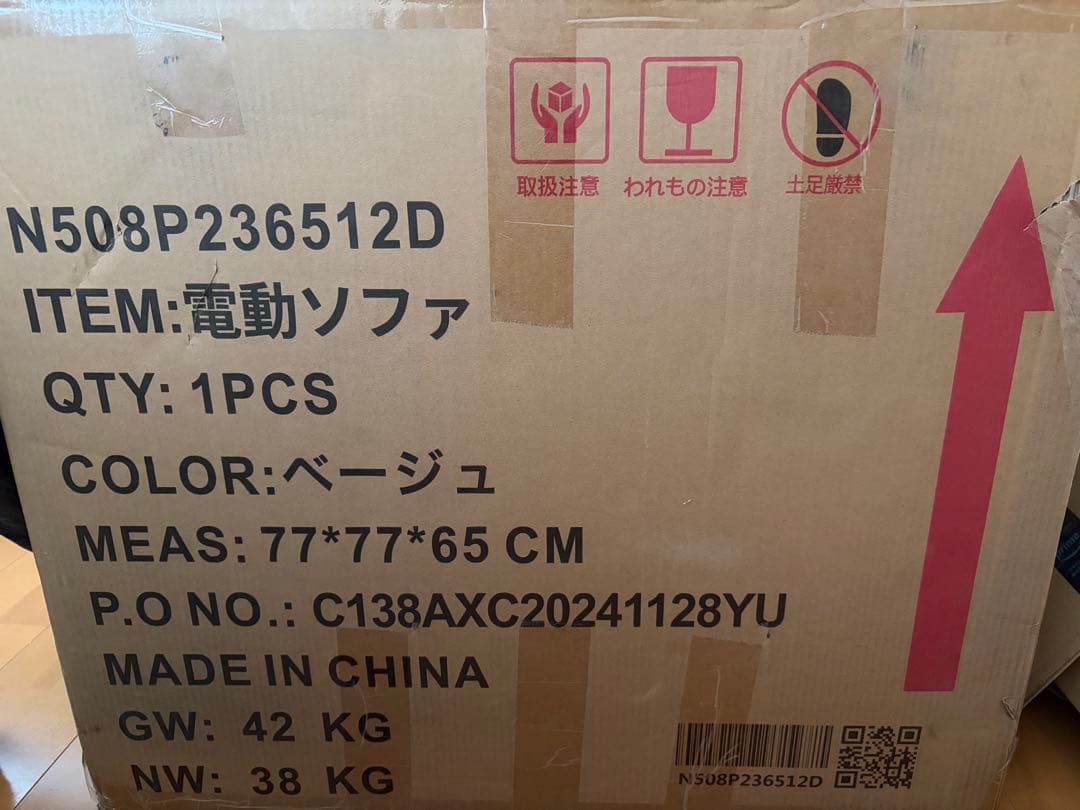 取扱注意 われもの注意 土足厳禁
N508P236512D
ITEM:電動ソファ
QTY: 1PCS
COLOR:ベージュ
MEAS: 77*77*65 CM
P.O NO.: C138AXC20241128YU
MADE IN CHINA
GW: 42 KG
NW: 38 KG
N508P236512D